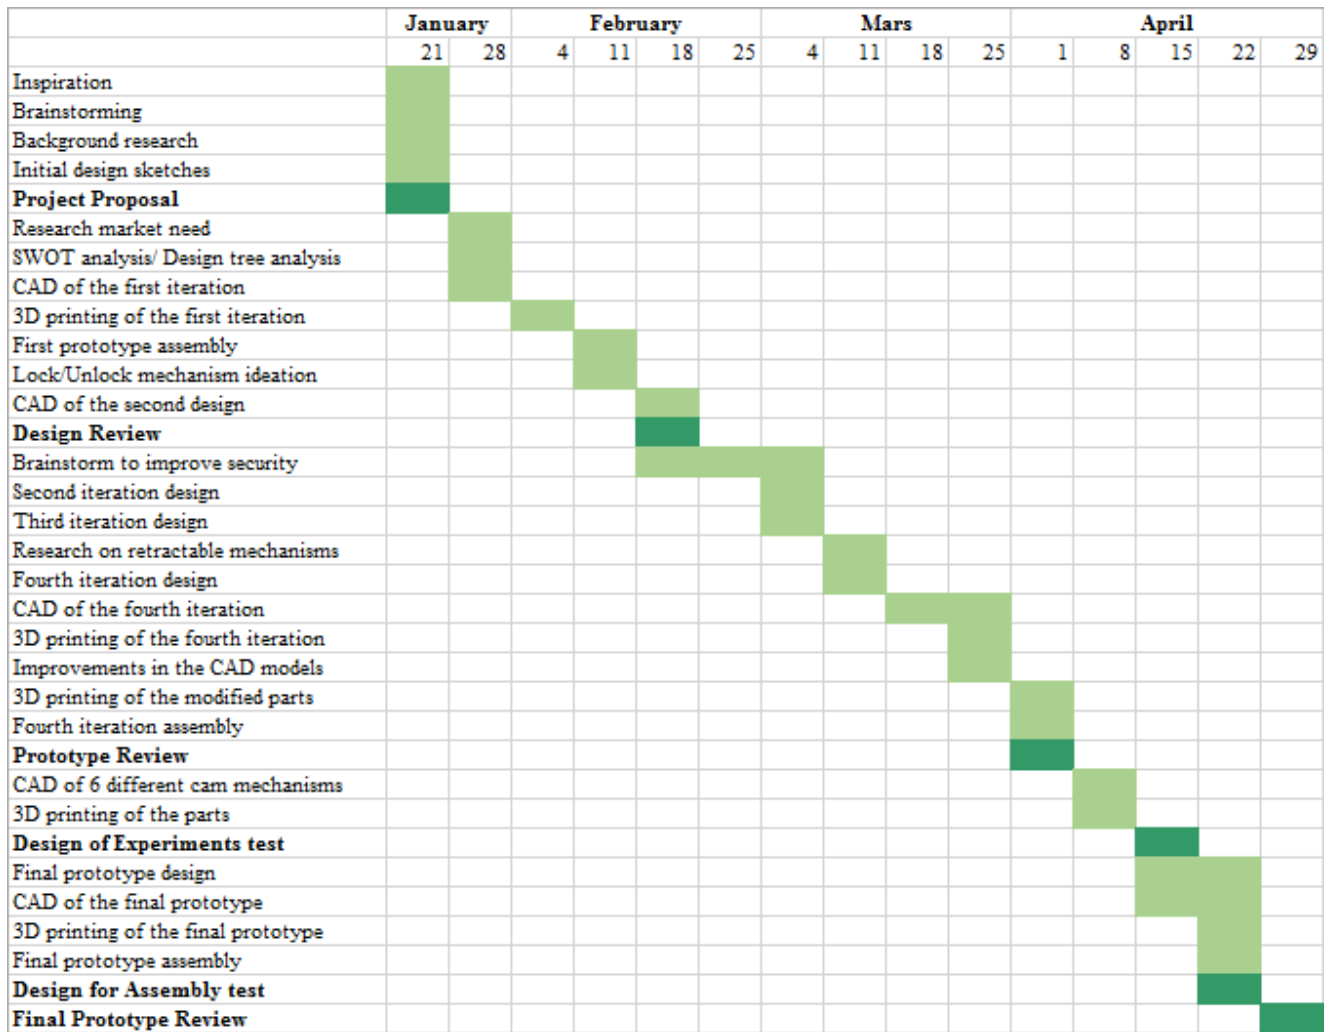 January February Mars April
21 28 4 11 18 25 4 11 18 25 1 8 15 22 29
Inspiration
Brainstorming
Background research
Initial design sketches
Project Proposal
Research market need
SWOT analysis/ Design tree analysis
CAD of the first iteration
3D printing of the first iteration
First prototype assembly
Lock/Unlock mechanism ideation
CAD of the second design
Design Review
Brainstorm to improve security
Second iteration design
Third iteration design
Research on retractable mechanisms
Fourth iteration design
CAD of the fourth iteration
3D printing of the fourth iteration
Improvements in the CAD models
3D printing of the modified parts
Fourth iteration assembly
Prototype Review
CAD of 6 different cam mechanisms
3D printing of the parts
Design of Experiments test
Final prototype design
CAD of the final prototype
3D printing of the final prototype
Final prototype assembly
Design for Assembly test
Final Prototype Review